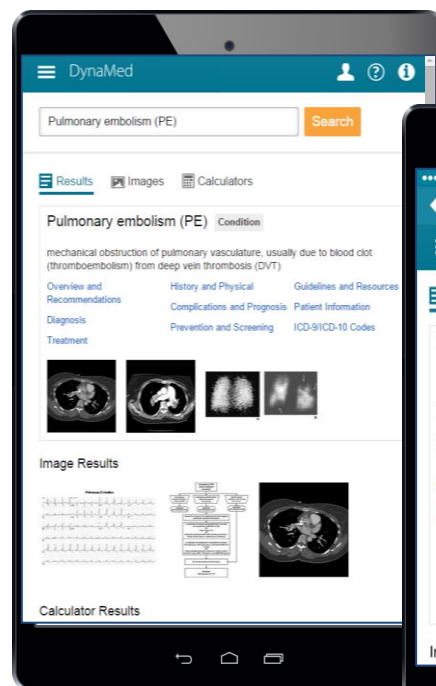 DynaMed
Pulmonary embolism (PE)
Search
Results
Images
Calculators
Pulmonary embolism (PE) Condition
mechanical obstruction of pulmonary vasculature, usually due to blood clot
(thromboembolism) from deep vein thrombosis (DVT)
Overview and
Recommendations
Diagnosis
Treatment
History and Physical
Complications and Prognosis
Prevention and Screening
Guidelines and Resources
Patient Information
ICD-9/ICD-10 Codes
Image Results
Calculator Results